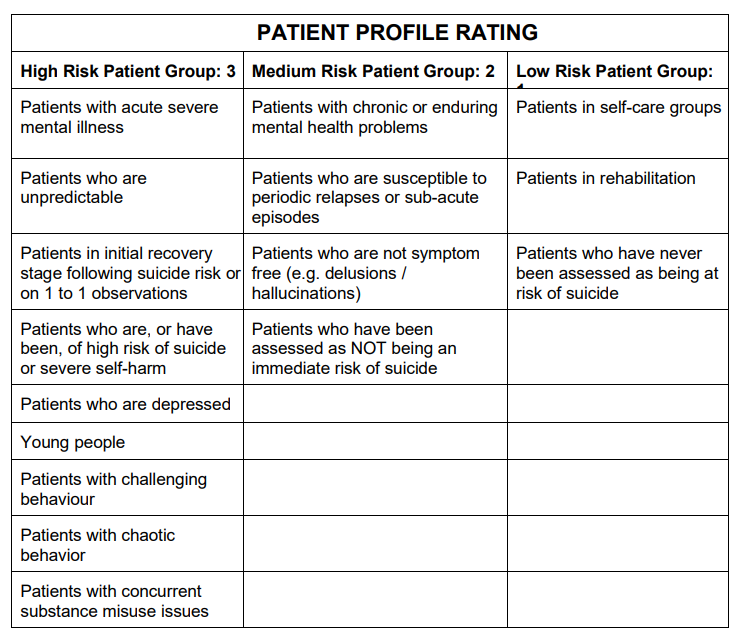 PATIENT PROFILE RATING
High Risk Patient Group: 3
Medium Risk Patient Group: 2
Low Risk Patient Group:
Patients with acute severe
mental illness
Patients with chronic or enduring
mental health problems
Patients in self-care groups
Patients who are
unpredictable
Patients who are susceptible to
periodic relapses or sub-acute
episodes
Patients in rehabilitation
Patients in initial recovery
stage following suicide risk or
on 1 to 1 observations
Patients who are not symptom
free (e.g. delusions /
hallucinations)
Patients who have never
been assessed as being at
risk of suicide
Patients who are, or have
been, of high risk of suicide
or severe self-harm
Patients who have been
assessed as NOT being an
immediate risk of suicide
Patients who are depressed
Young people
Patients with challenging
behaviour
Patients with chaotic
behavior
Patients with concurrent
substance misuse issues